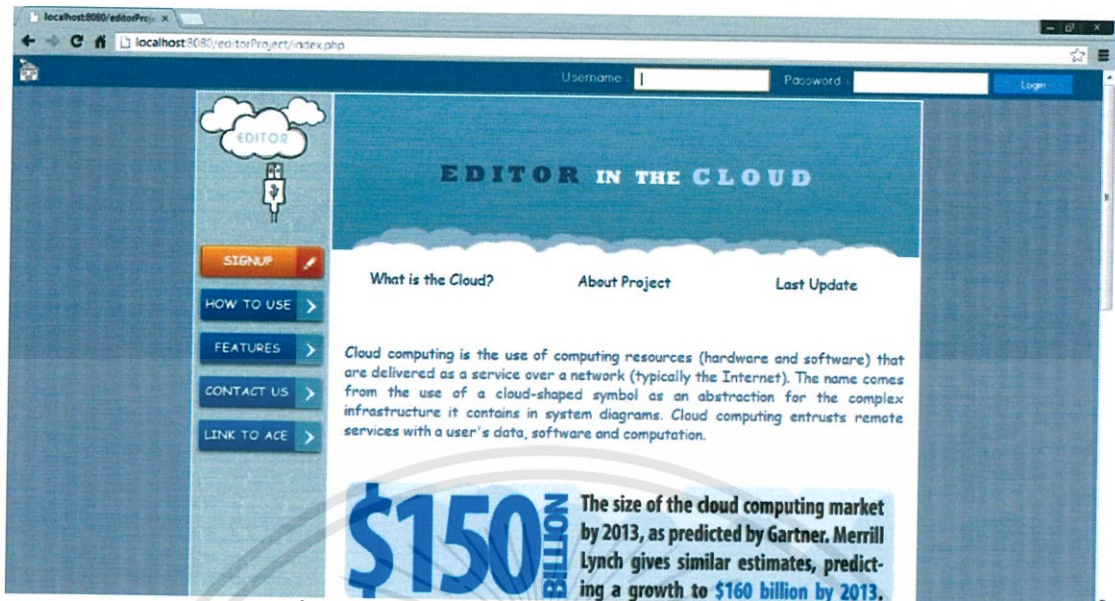 localhost:8080/editorProje
localhost:8080/editorProject/index.php
Username : Password : Login
EDITOR
EDITOR IN THE CLOUD
SIGNUP
HOW TO USE
FEATURES
CONTACT US
LINK TO ACE
What is the Cloud? About Project Last Update
Cloud computing is the use of computing resources (hardware and software) that
are delivered as a service over a network (typically the Internet). The name comes
from the use of a cloud-shaped symbol as an abstraction for the complex
infrastructure it contains in system diagrams. Cloud computing entrusts remote
services with a user's data, software and computation.
$150 BILLION
The size of the cloud computing market
by 2013, as predicted by Gartner. Merrill
Lynch gives similar estimates, predict-
ing a growth to $160 billion by 2013.